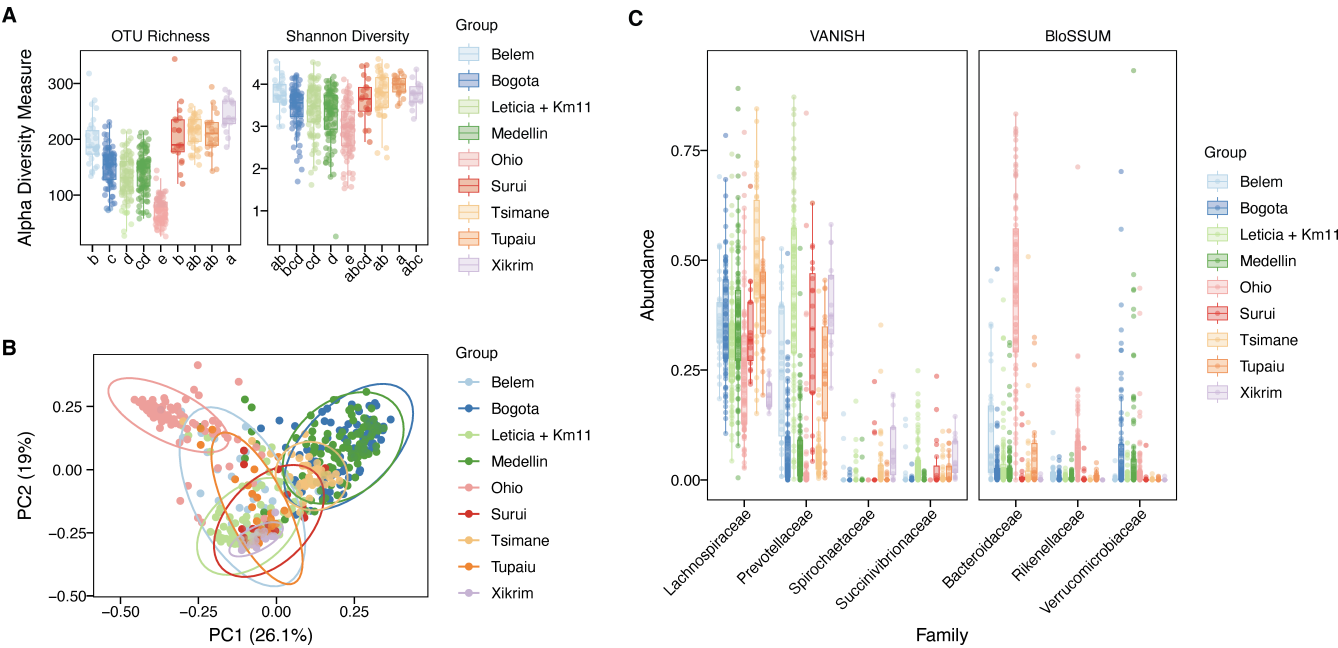 A
OTU Richness
Shannon Diversity
Alpha Diversity Measure
300
200
100
b c d cd e b ab ab a
4
3
2
1
ab bcd cd d e abcd ab a abc
Group
Belem
Bogota
Leticia + Km11
Medellin
Ohio
Surui
Tsimane
Tupaiu
Xikrim
B
PC2 (19%)
0.25
0.00
−0.25
−0.50
−0.50 −0.25 0.00 0.25
PC1 (26.1%)
Group
Belem
Bogota
Leticia + Km11
Medellin
Ohio
Surui
Tsimane
Tupaiu
Xikrim
C
VANISH
BloSSUM
Abundance
0.75
0.50
0.25
0.00
Lachnospiraceae
Prevotellaceae
Spirochaetaceae
Succinivibrionaceae
Bacteroidaceae
Rikenellaceae
Verrucomicrobiaceae
Family
Group
Belem
Bogota
Leticia + Km11
Medellin
Ohio
Surui
Tsimane
Tupaiu
Xikrim